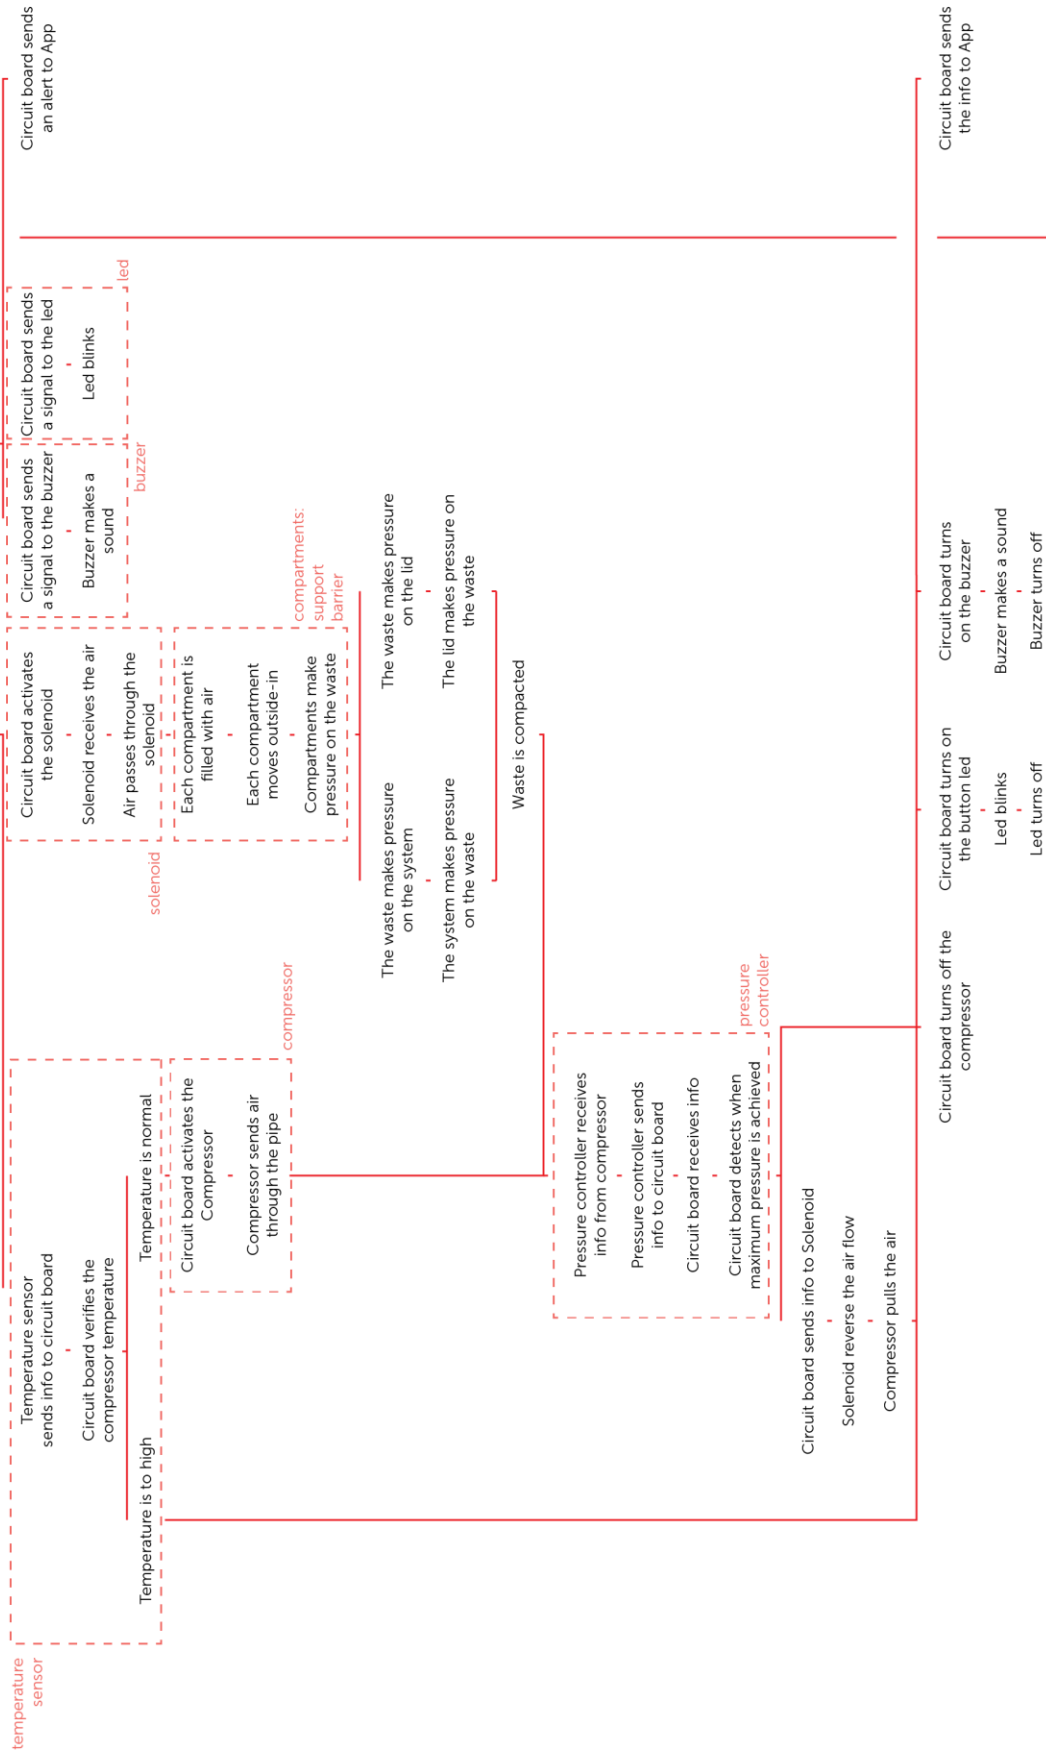 temperature
sensor
Temperature sensor
sends info to circuit board
Circuit board verifies the
compressor temperature
Temperature is to high
Temperature is normal
Circuit board activates the
Compressor
Compressor sends air
through the pipe
compressor
solenoid
Circuit board activates
the solenoid
Solenoid receives the air
Air passes through the
solenoid
Each compartment is
filled with air
Each compartment
moves outside-in
Compartments make
pressure on the waste
compartments:
support
barrier
Circuit board sends
a signal to the buzzer
Buzzer makes a
sound
buzzer
Circuit board sends
a signal to the led
Led blinks
led
Circuit board sends
an alert to App
The waste makes pressure
on the system
The system makes pressure
on the waste
The waste makes pressure
on the lid
The lid makes pressure on
the waste
Waste is compacted
Pressure controller receives
info from compressor
Pressure controller sends
info to circuit board
Circuit board receives info
Circuit board detects when
maximum pressure is achieved
pressure
controller
Circuit board sends info to Solenoid
Solenoid reverse the air flow
Compressor pulls the air
Circuit board turns off the
compressor
Circuit board turns on
the button led
Led blinks
Led turns off
Circuit board turns
on the buzzer
Buzzer makes a sound
Buzzer turns off
Circuit board sends
the info to App